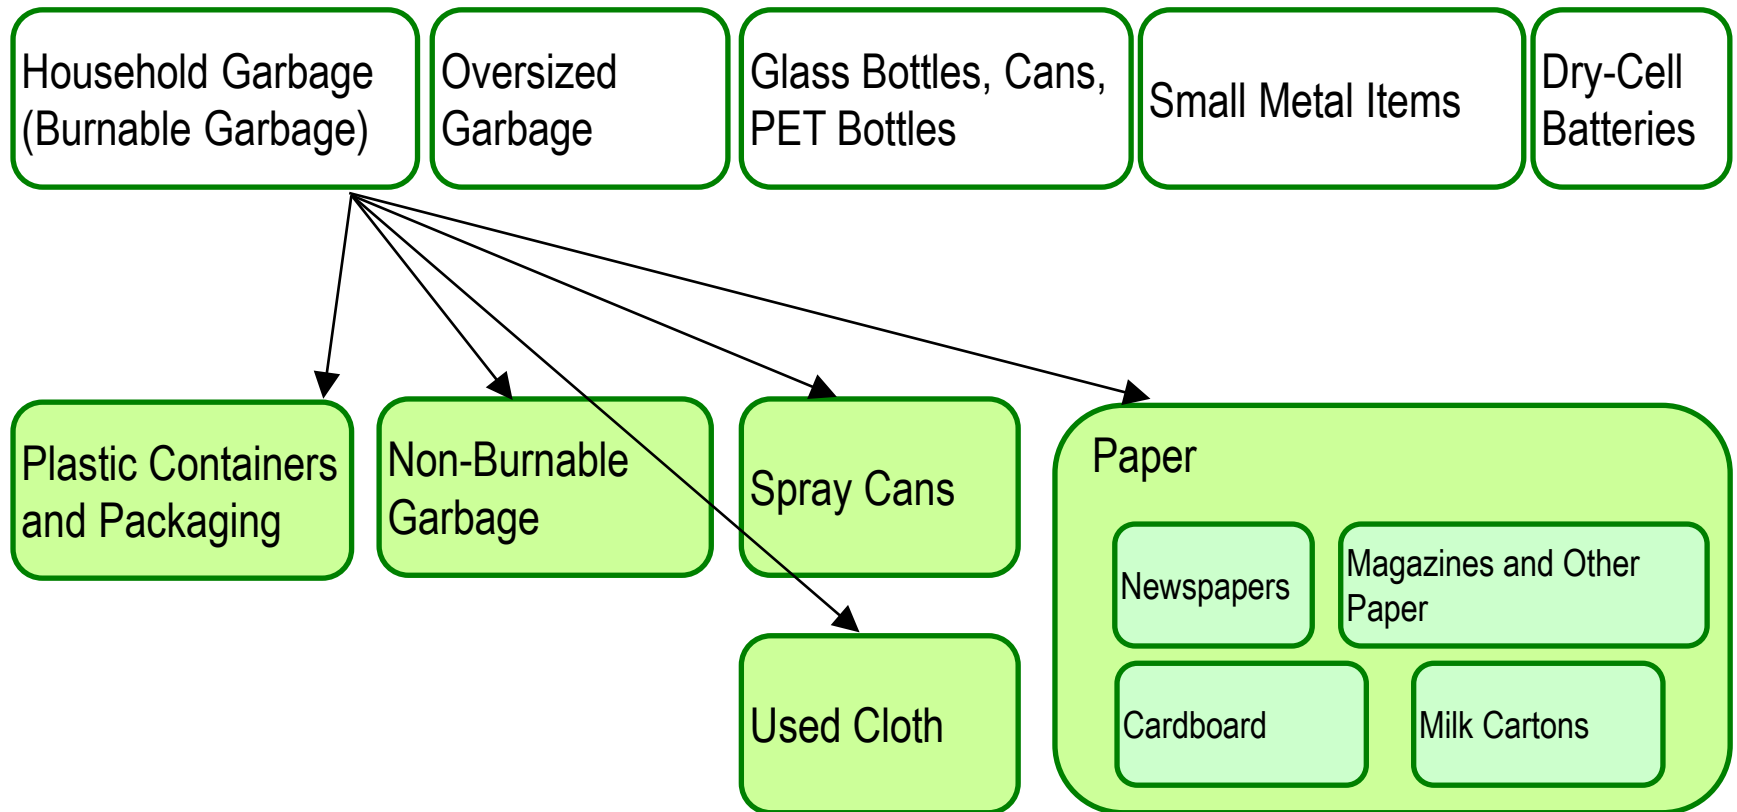 Household Garbage
(Burnable Garbage)
Oversized
Garbage
Glass Bottles, Cans,
PET Bottles
Small Metal Items
Dry-Cell
Batteries
Plastic Containers
and Packaging
Non-Burnable
Garbage
Spray Cans
Used Cloth
Paper
Newspapers
Magazines and Other
Paper
Cardboard
Milk Cartons